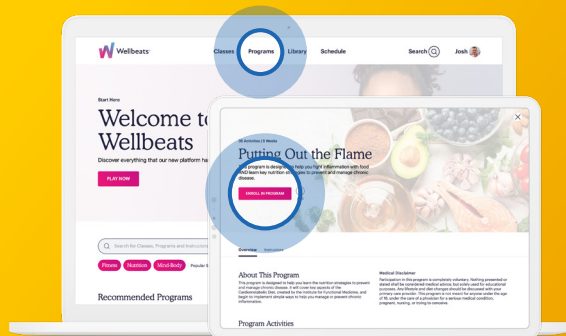 Wellbeats
Classes Programs Library Schedule Search Josh
Start Here
Welcome to
Wellbeats
Discover everything that our new platform ha
PLAY NOW
Search for Classes, Programs and Instructors
Fitness Nutrition Mind-Body Popular S
Recommended Programs
35 Activities | 5 Weeks
Putting Out the Flame
This program is designed to help you fight inflammation with food
AND learn key nutrition strategies to prevent and manage chronic
disease.
ENROLL IN PROGRAM
Overview Instructors
About This Program
This program is designed to help you learn the nutrition strategies to prevent
and manage chronic disease. It will cover key aspects of the
Cardiometabolic Diet, created by the Institute for Functional Medicine, and
begin to implement simple ways to help you manage or prevent chronic
inflammation.
Medical Disclaimer
Participation in this program is completely voluntary. Nothing presented or
stated shall be considered medical advice, but solely used for educational
purposes. Any lifestyle and diet changes should be discussed with your
primary care provider. This program is not meant for anyone under the age
of 18, under the care of a physician for a serious medical condition,
pregnant, nursing, or trying to conceive.
Program Activities